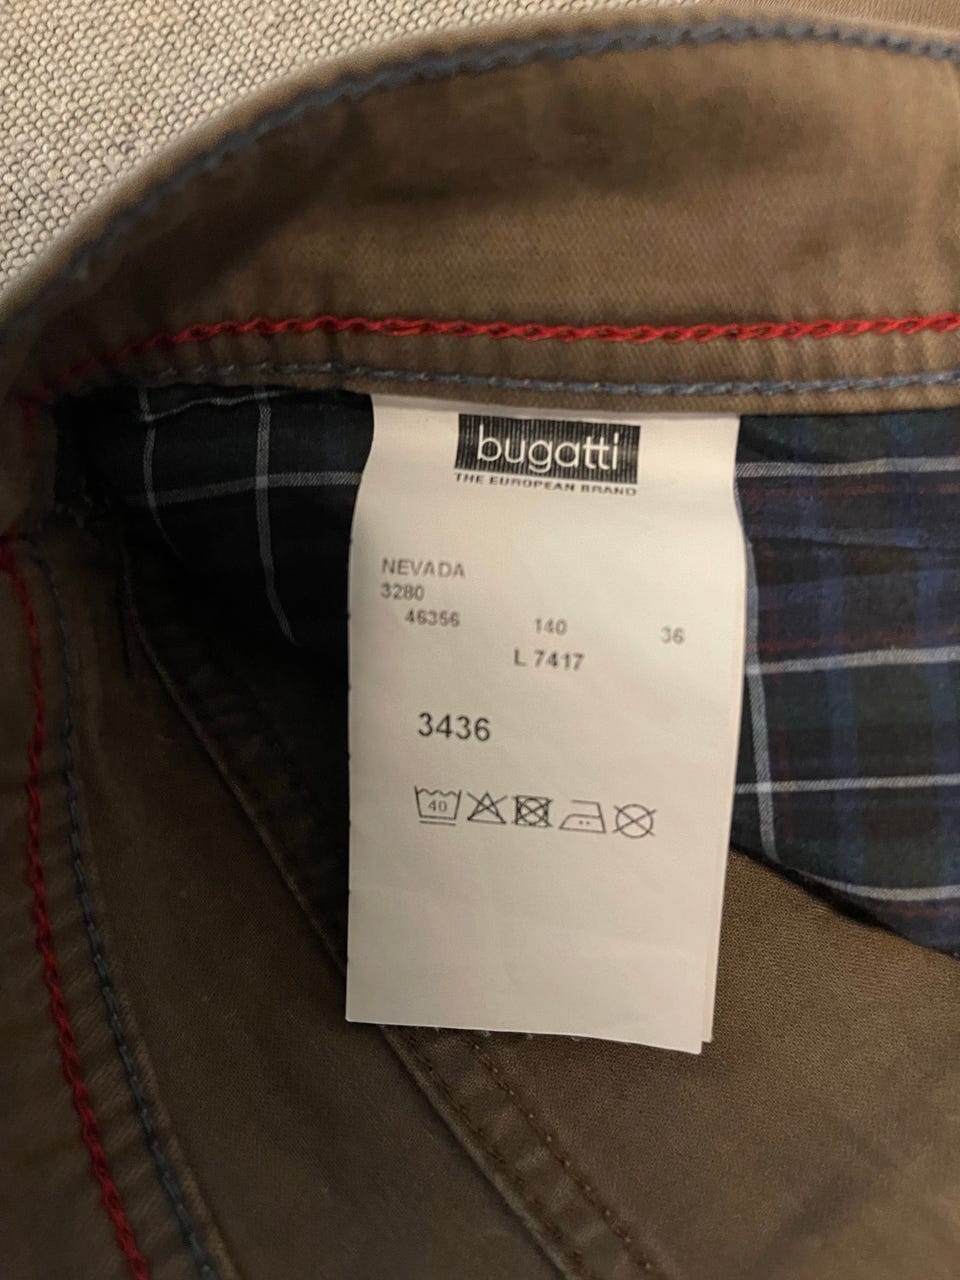 bugatti
THE EUROPEAN BRAND
NEVADA
3280
46356 140 36
L 7417
3436
40